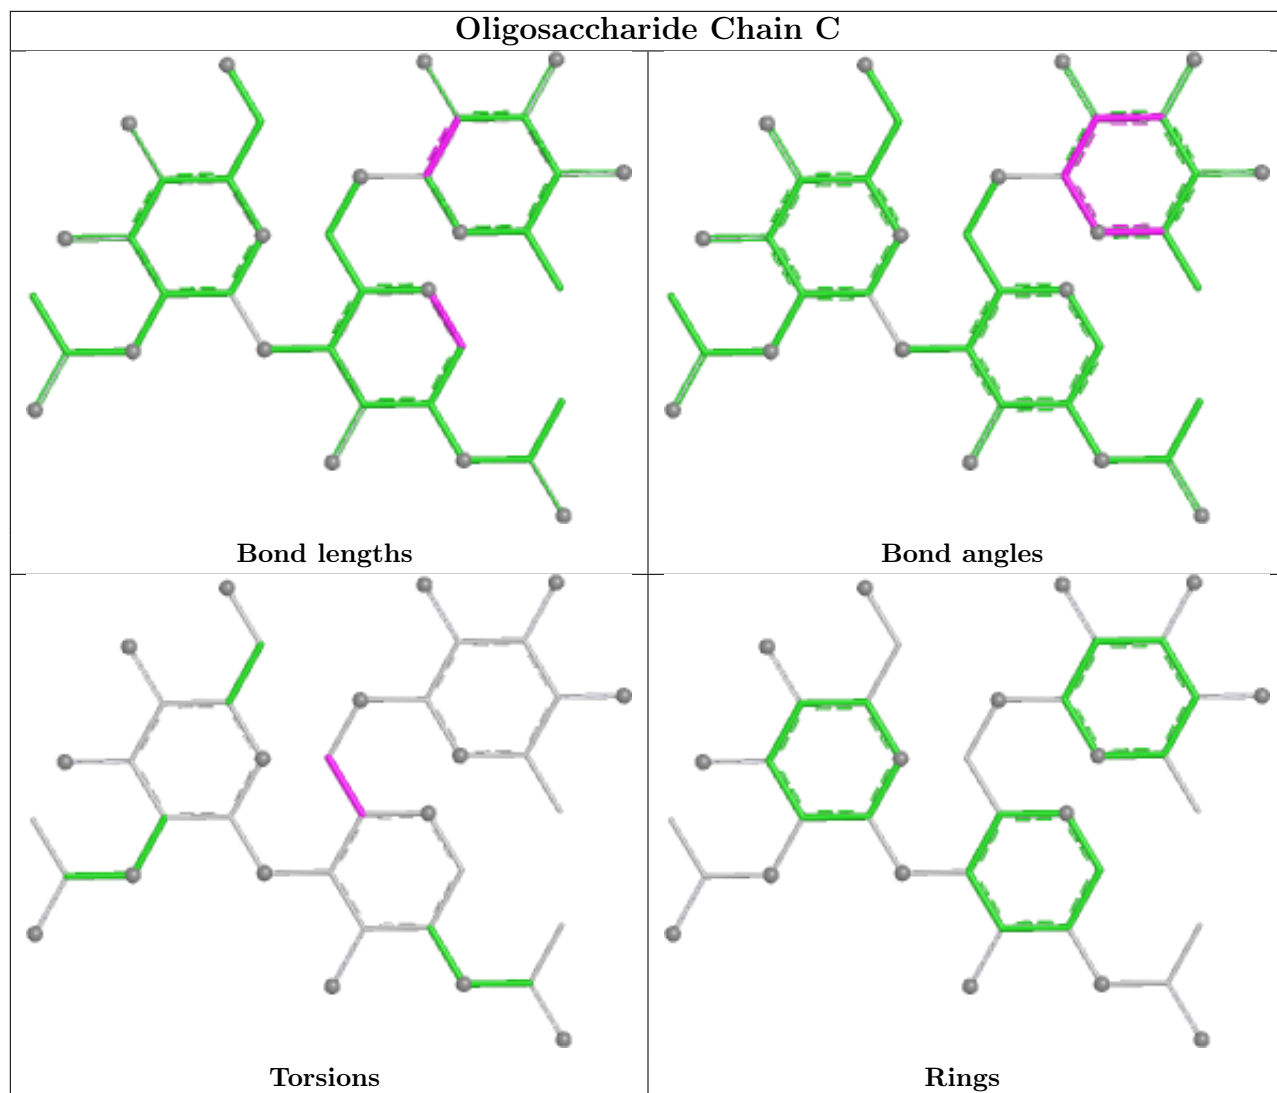 Oligosaccharide Chain C
Bond lengths
Bond angles
Torsions
Rings